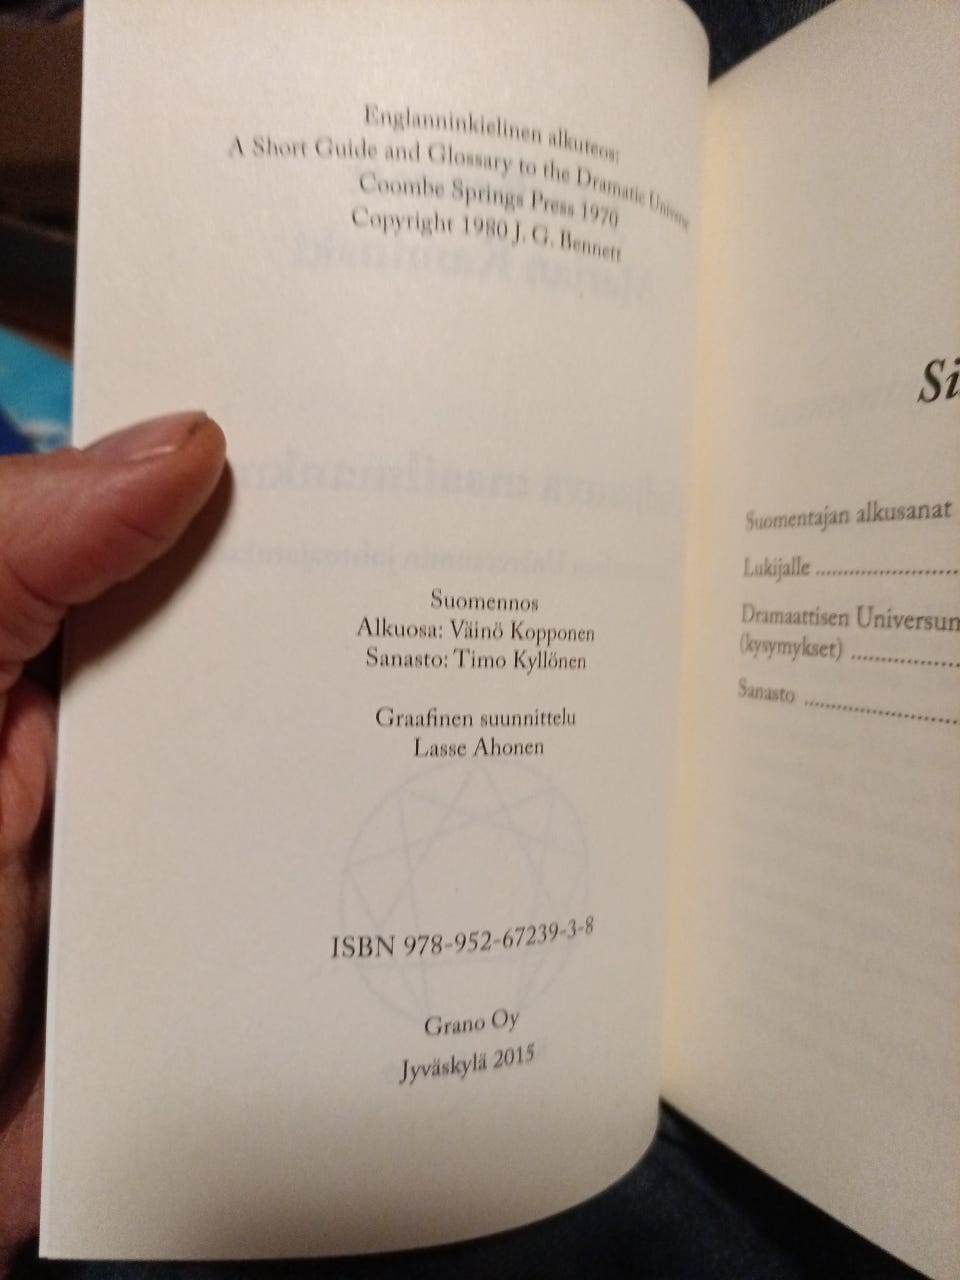 Englanninkielinen alkuteos:
A Short Guide and Glossary to the Dramatic Universe
Coombe Springs Press 1970
Copyright 1980 J. G. Bennett
Suomennos
Alkuosa: Väinö Kopponen
Sanasto: Timo Kyllönen
Graafinen suunnittelu
Lasse Ahonen
ISBN 978-952-67239-3-8
Grano Oy
Jyväskylä 2015
Si
Suomentajan alkusanat
Lukijalle ......................
Dramaattisen Universum
(kysymykset) .................
Sanasto ........................